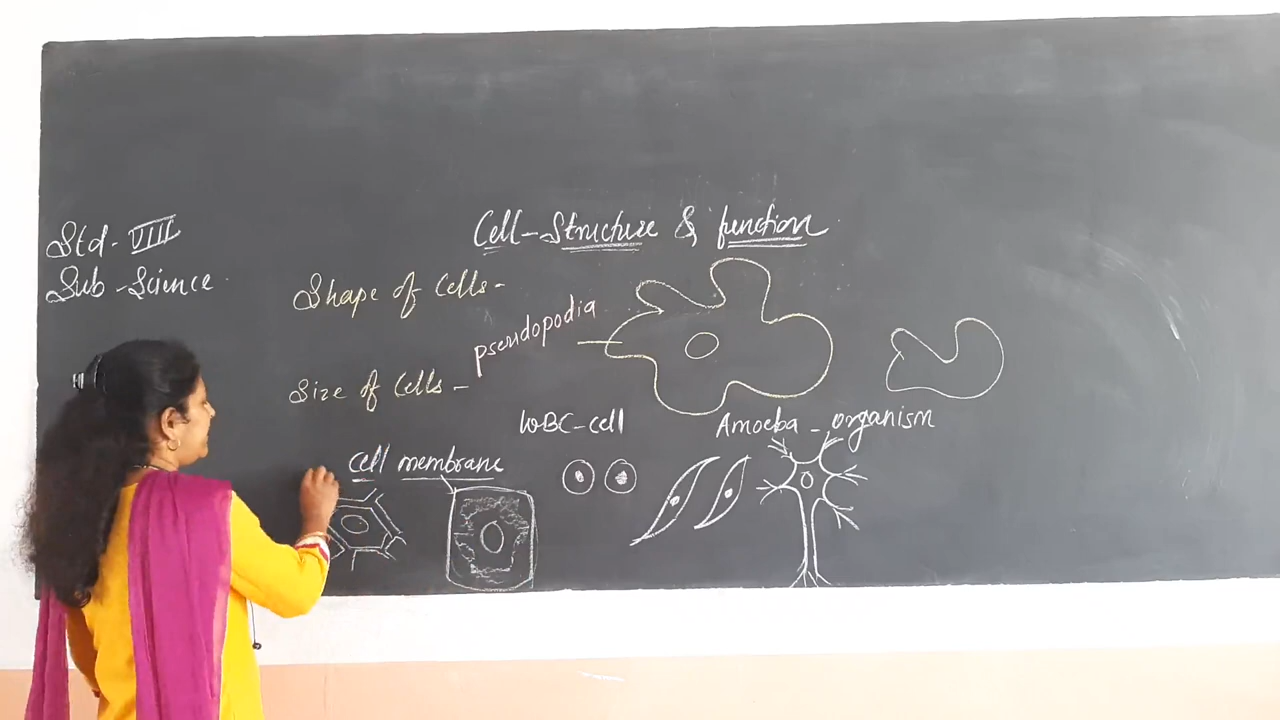 Std - VIII
Sub - Science
Cell - Structure & function
Shape of Cells -
pseudopodia
Size of Cells -
WBC - cell
Amoeba - organism
Cell membrane